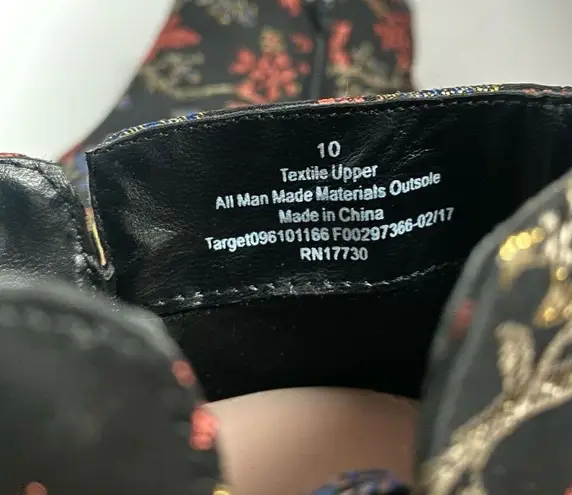 10
Textile Upper
All Man Made Materials Outsole
Made in China
Target096101166 F00297366-02/17
RN17730